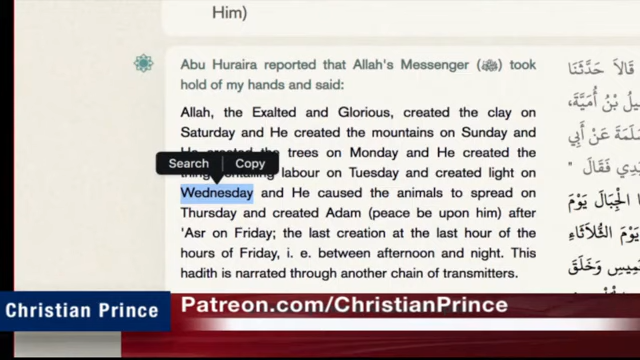 Him)
Abu Huraira reported that Allah's Messenger (ﷺ) took
hold of my hands and said:
Allah, the Exalted and Glorious, created the clay on
Saturday and He created the mountains on Sunday and
He created the trees on Monday and He created the
things entailing labour on Tuesday and created light on
Search Copy
Wednesday and He caused the animals to spread on
Thursday and created Adam (peace be upon him) after
'Asr on Friday; the last creation at the last hour of the
hours of Friday, i. e. between afternoon and night. This
hadith is narrated through another chain of transmitters.
قَالاَ حَدَّثَنَا
بْنُ أُمَيَّةَ،
سَلَمَةَ عَنْ أَبِي
فَقَالَ "
الْجِبَالَ يَوْمَ
يَوْمَ الثُّلاَثَاءِ
وَخَلَقَ
Christian Prince
Patreon.com/ChristianPrince